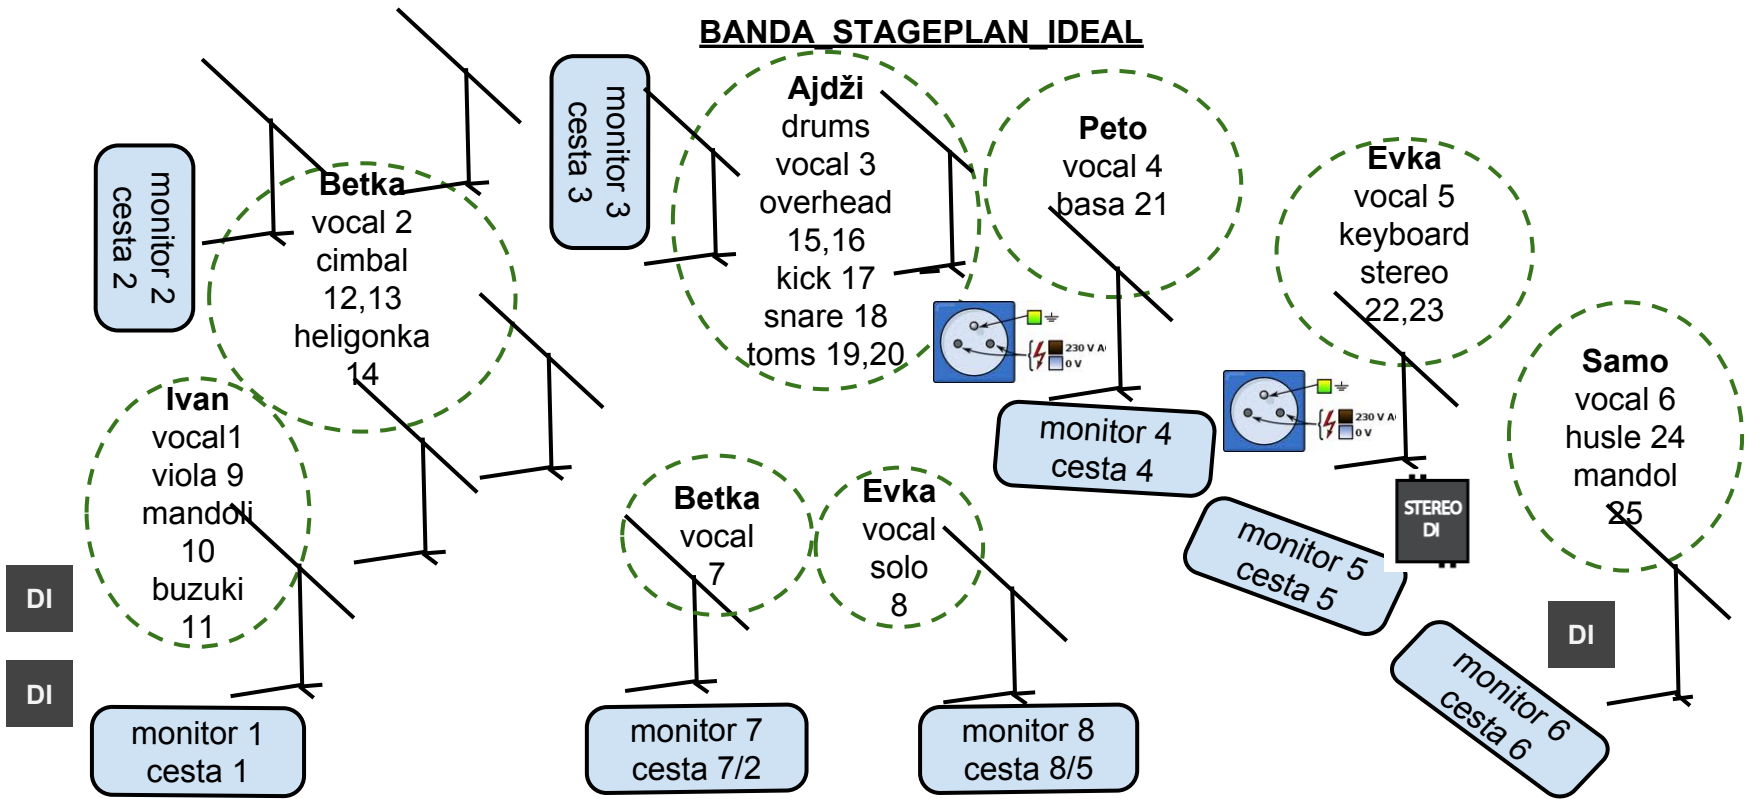 BANDA_STAGEPLAN_IDEAL
monitor 2
cesta 2
Betka
vocal 2
cimbal
12,13
heligonka
14
monitor 3
cesta 3
Ajdži
drums
vocal 3
overhead
15,16
kick 17
snare 18
toms 19,20
Peto
vocal 4
basa 21
230 V A
0 V
monitor 4
cesta 4
Evka
vocal 5
keyboard
stereo
22,23
230 V A
0 V
STEREO
DI
monitor 5
cesta 5
Samo
vocal 6
husle 24
mandol
25
DI
monitor 6
cesta 6
Ivan
vocal1
viola 9
mandoli
10
buzuki
11
DI
DI
monitor 1
cesta 1
Betka
vocal
7
monitor 7
cesta 7/2
Evka
vocal
solo
8
monitor 8
cesta 8/5